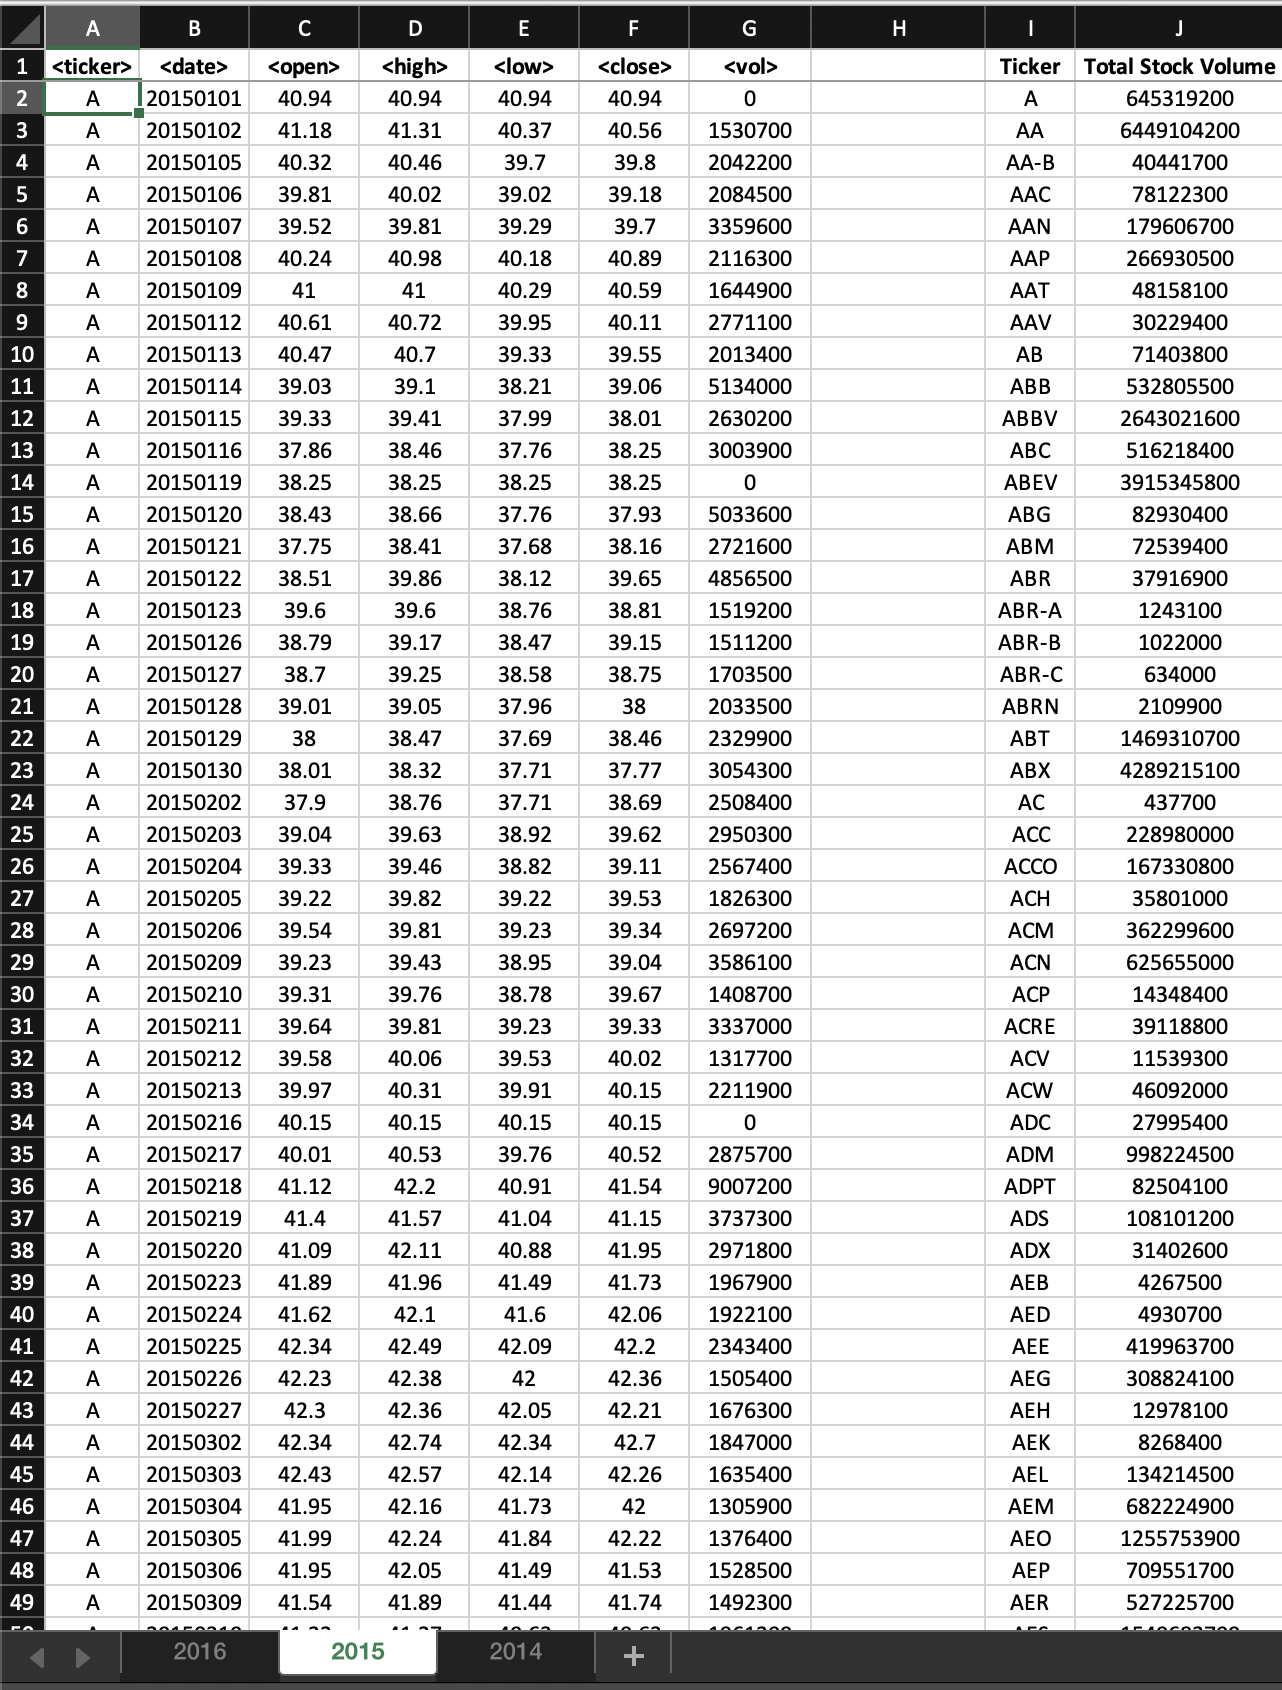 A B C D E F G H I J
1 <ticker> <date> <open> <high> <low> <close> <vol> Ticker Total Stock Volume
2 A 20150101 40.94 40.94 40.94 40.94 0 A 645319200
3 A 20150102 41.18 41.31 40.37 40.56 1530700 AA 6449104200
4 A 20150105 40.32 40.46 39.7 39.8 2042200 AA-B 40441700
5 A 20150106 39.81 40.02 39.02 39.18 2084500 AAC 78122300
6 A 20150107 39.52 39.81 39.29 39.7 3359600 AAN 179606700
7 A 20150108 40.24 40.98 40.18 40.89 2116300 AAP 266930500
8 A 20150109 41 41 40.29 40.59 1644900 AAT 48158100
9 A 20150112 40.61 40.72 39.95 40.11 2771100 AAV 30229400
10 A 20150113 40.47 40.7 39.33 39.55 2013400 AB 71403800
11 A 20150114 39.03 39.1 38.21 39.06 5134000 ABB 532805500
12 A 20150115 39.33 39.41 37.99 38.01 2630200 ABBV 2643021600
13 A 20150116 37.86 38.46 37.76 38.25 3003900 ABC 516218400
14 A 20150119 38.25 38.25 38.25 38.25 0 ABEV 3915345800
15 A 20150120 38.43 38.66 37.76 37.93 5033600 ABG 82930400
16 A 20150121 37.75 38.41 37.68 38.16 2721600 ABM 72539400
17 A 20150122 38.51 39.86 38.12 39.65 4856500 ABR 37916900
18 A 20150123 39.6 39.6 38.76 38.81 1519200 ABR-A 1243100
19 A 20150126 38.79 39.17 38.47 39.15 1511200 ABR-B 1022000
20 A 20150127 38.7 39.25 38.58 38.75 1703500 ABR-C 634000
21 A 20150128 39.01 39.05 37.96 38 2033500 ABRN 2109900
22 A 20150129 38 38.47 37.69 38.46 2329900 ABT 1469310700
23 A 20150130 38.01 38.32 37.71 37.77 3054300 ABX 4289215100
24 A 20150202 37.9 38.76 37.71 38.69 2508400 AC 437700
25 A 20150203 39.04 39.63 38.92 39.62 2950300 ACC 228980000
26 A 20150204 39.33 39.46 38.82 39.11 2567400 ACCO 167330800
27 A 20150205 39.22 39.82 39.22 39.53 1826300 ACH 35801000
28 A 20150206 39.54 39.81 39.23 39.34 2697200 ACM 362299600
29 A 20150209 39.23 39.43 38.95 39.04 3586100 ACN 625655000
30 A 20150210 39.31 39.76 38.78 39.67 1408700 ACP 14348400
31 A 20150211 39.64 39.81 39.23 39.33 3337000 ACRE 39118800
32 A 20150212 39.58 40.06 39.53 40.02 1317700 ACV 11539300
33 A 20150213 39.97 40.31 39.91 40.15 2211900 ACW 46092000
34 A 20150216 40.15 40.15 40.15 40.15 0 ADC 27995400
35 A 20150217 40.01 40.53 39.76 40.52 2875700 ADM 998224500
36 A 20150218 41.12 42.2 40.91 41.54 9007200 ADPT 82504100
37 A 20150219 41.4 41.57 41.04 41.15 3737300 ADS 108101200
38 A 20150220 41.09 42.11 40.88 41.95 2971800 ADX 31402600
39 A 20150223 41.89 41.96 41.49 41.73 1967900 AEB 4267500
40 A 20150224 41.62 42.1 41.6 42.06 1922100 AED 4930700
41 A 20150225 42.34 42.49 42.09 42.2 2343400 AEE 419963700
42 A 20150226 42.23 42.38 42 42.36 1505400 AEG 308824100
43 A 20150227 42.3 42.36 42.05 42.21 1676300 AEH 12978100
44 A 20150302 42.34 42.74 42.34 42.7 1847000 AEK 8268400
45 A 20150303 42.43 42.57 42.14 42.26 1635400 AEL 134214500
46 A 20150304 41.95 42.16 41.73 42 1305900 AEM 682224900
47 A 20150305 41.99 42.24 41.84 42.22 1376400 AEO 1255753900
48 A 20150306 41.95 42.05 41.49 41.53 1528500 AEP 709551700
49 A 20150309 41.54 41.89 41.44 41.74 1492300 AER 527225700
2016 2015 2014 +